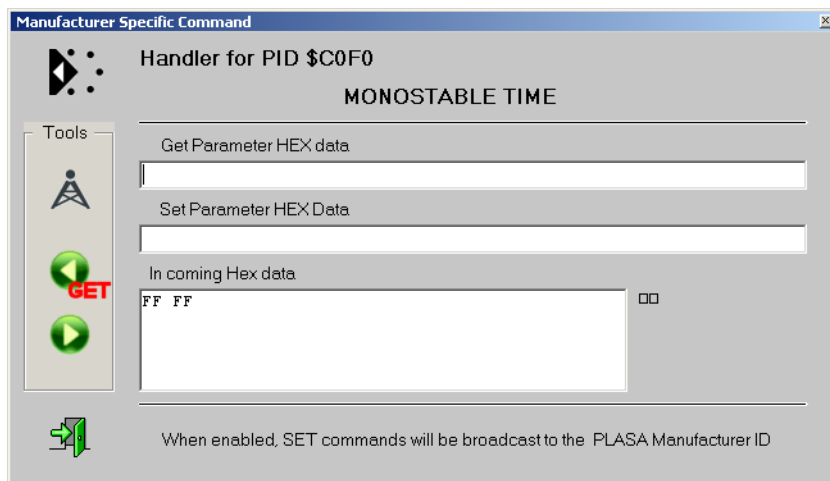 Manufacturer Specific Command
Handler for PID $C0F0
MONOSTABLE TIME
Tools
Get Parameter HEX data
Set Parameter HEX Data
GET
In coming Hex data
FF FF
When enabled, SET commands will be broadcast to the PLASA Manufacturer ID